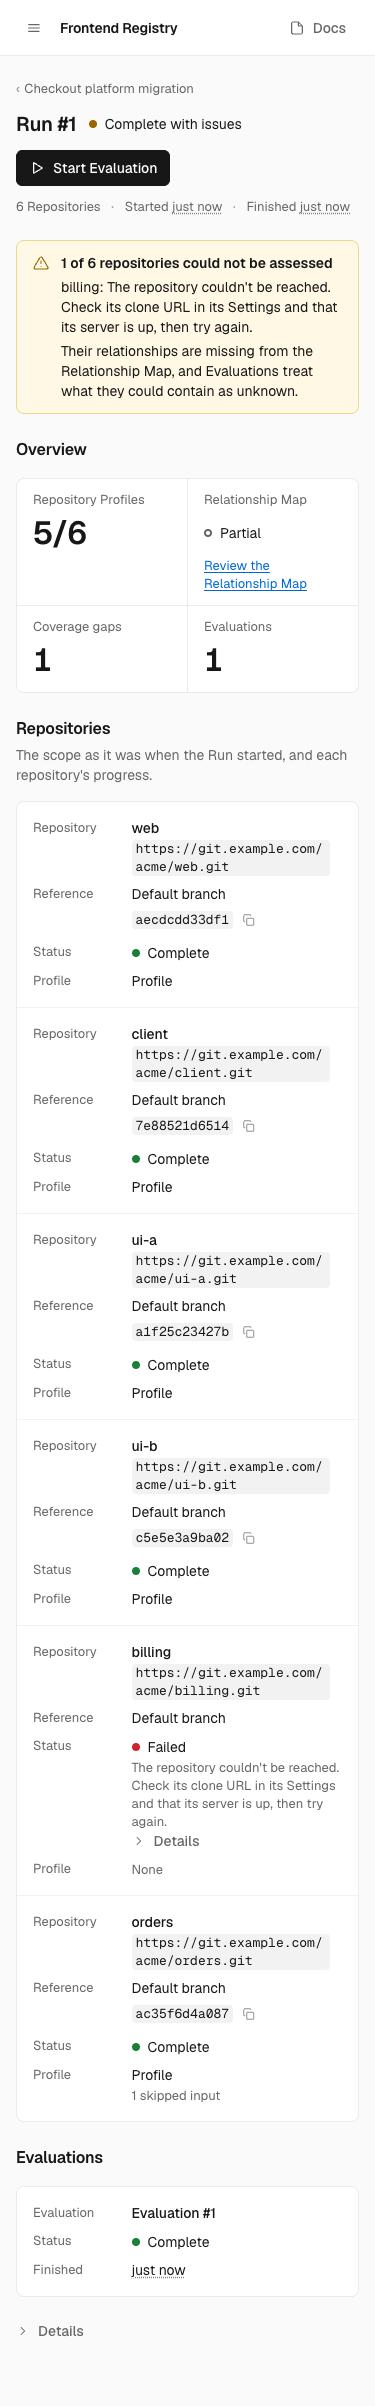 Frontend Registry
Docs
‹ Checkout platform migration
Run #1
Complete with issues
Start Evaluation
6 Repositories · Started just now · Finished just now
1 of 6 repositories could not be assessed
billing: The repository couldn't be reached.
Check its clone URL in its Settings and that
its server is up, then try again.
Their relationships are missing from the
Relationship Map, and Evaluations treat
what they could contain as unknown.
Overview
Repository Profiles
5/6
Relationship Map
Partial
Review the
Relationship Map
Coverage gaps
1
Evaluations
1
Repositories
The scope as it was when the Run started, and each
repository's progress.
Repository web
https://git.example.com/
acme/web.git
Reference Default branch
aecdcdd33df1
Status Complete
Profile Profile
Repository client
https://git.example.com/
acme/client.git
Reference Default branch
7e88521d6514
Status Complete
Profile Profile
Repository ui-a
https://git.example.com/
acme/ui-a.git
Reference Default branch
a1f25c23427b
Status Complete
Profile Profile
Repository ui-b
https://git.example.com/
acme/ui-b.git
Reference Default branch
c5e5e3a9ba02
Status Complete
Profile Profile
Repository billing
https://git.example.com/
acme/billing.git
Reference Default branch
Status Failed
The repository couldn't be reached.
Check its clone URL in its Settings
and that its server is up, then try
again.
Details
Profile None
Repository orders
https://git.example.com/
acme/orders.git
Reference Default branch
ac35f6d4a087
Status Complete
Profile Profile
1 skipped input
Evaluations
Evaluation Evaluation #1
Status Complete
Finished just now
Details